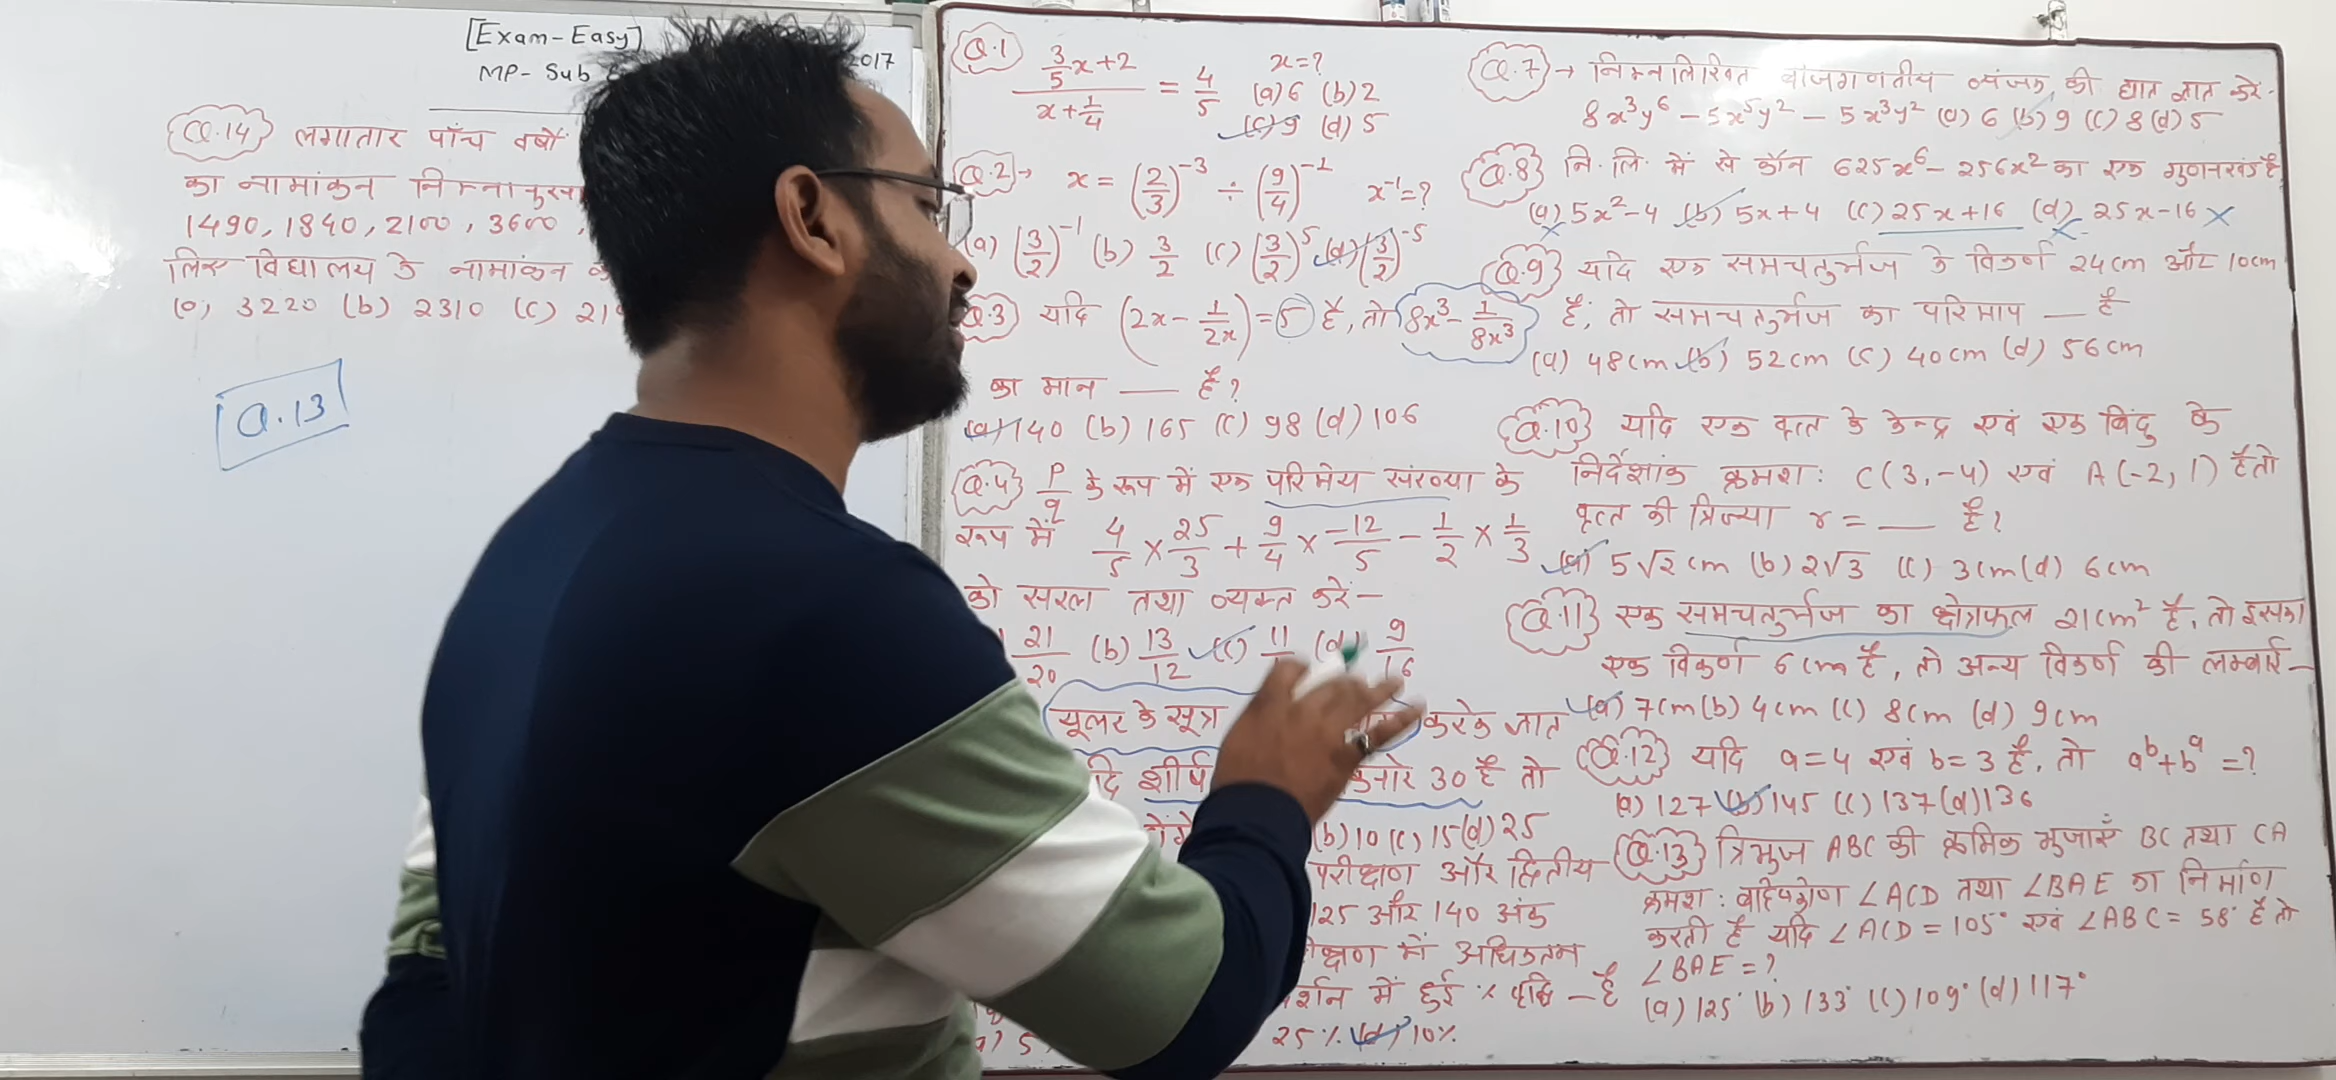 [Exam-Easy]
MP- Sub
2017
Q.14 लगातार पाँच वर्षों
का नामांकन
1490, 1840, 2100, 3600,
लिए विद्यालय के नामांकन
(a) 3220 (b) 2310 (c) 21
Q.13
Q.1 (3/5 x+2)/(x+1/4) = 4/5 x=?
(a) 6 (b) 2
(c) 9 (d) 5
Q.2 → x = (2/3)^-3 ÷ (9/4)^-1 x^-1=?
(a) (3/2)^-1 (b) 3/2 (c) (3/2)^5 (d) (3/2)^-5
Q.3 यदि (2x - 1/2x) = 5 है, तो 8x³ - 1/8x³
का मान — है?
(a) 140 (b) 165 (c) 98 (d) 106
Q.4 P/q के रूप में एक परिमेय संख्या के
रूप में 4/5 × 25/3 + 9/4 × -12/5 - 1/2 × 1/3
को सरल तथा व्यक्त करें-
21/20 (b) 13/12 (c) 11 (d) 9/16
यूलर के सूत्र करके ज्ञात
शीर्ष किनारे 30 है तो
(b) 10 (c) 15 (d) 25
परीक्षण और द्वितीय
125 और 140 अंक
में अधिकतम
में हुई % वृद्धि - है
a) 5 25% (d) 10%
Q.7 → निम्नलिखित बीजगणतीय व्यंजक, की घात ज्ञात करे-
8x³y⁶ - 5x⁵y² - 5x³y² (a) 6 (b) 9 (c) 8 (d) 5
Q.8 नि. लि. में से कौन 625x⁶ - 256x² का एक गुणनखंड है
(a) 5x²-4 (b) 5x+4 (c) 25x+16 (d) 25x-16
Q.9 यदि एक समचतुर्भुज के विकर्ण 24cm और 10cm
है, तो समचतुर्भुज का परिमाप — है
(a) 48cm (b) 52cm (c) 40cm (d) 56cm
Q.10 यदि एक वृत्त के केन्द्र एवं एक बिंदु के
निर्देशांक क्रमश: C(3,-4) एवं A(-2, 1) है तो
वृत्त की त्रिज्या r = — है?
(a) 5√2 cm (b) 2√3 (c) 3cm (d) 6cm
Q.11 एक समचतुर्भुज का क्षेत्रफल 21cm² है, तो इसका
एक विकर्ण 6cm है, तो अन्य विकर्ण की लम्बाई-
(a) 7cm (b) 4cm (c) 8cm (d) 9cm
Q.12 यदि a=4 एवं b=3 है, तो a^b+b^a =?
(a) 127 (b) 145 (c) 137 (d) 136
Q.13 त्रिभुज ABC की क्रमिक भुजाएँ BC तथा CA
क्रमश: बहिष्कोण ∠ACD तथा ∠BAE का निर्माण
करती है यदि ∠ACD = 105° एवं ∠ABC = 58° है तो
∠BAE = ?
(a) 125° (b) 133° (c) 109° (d) 117°